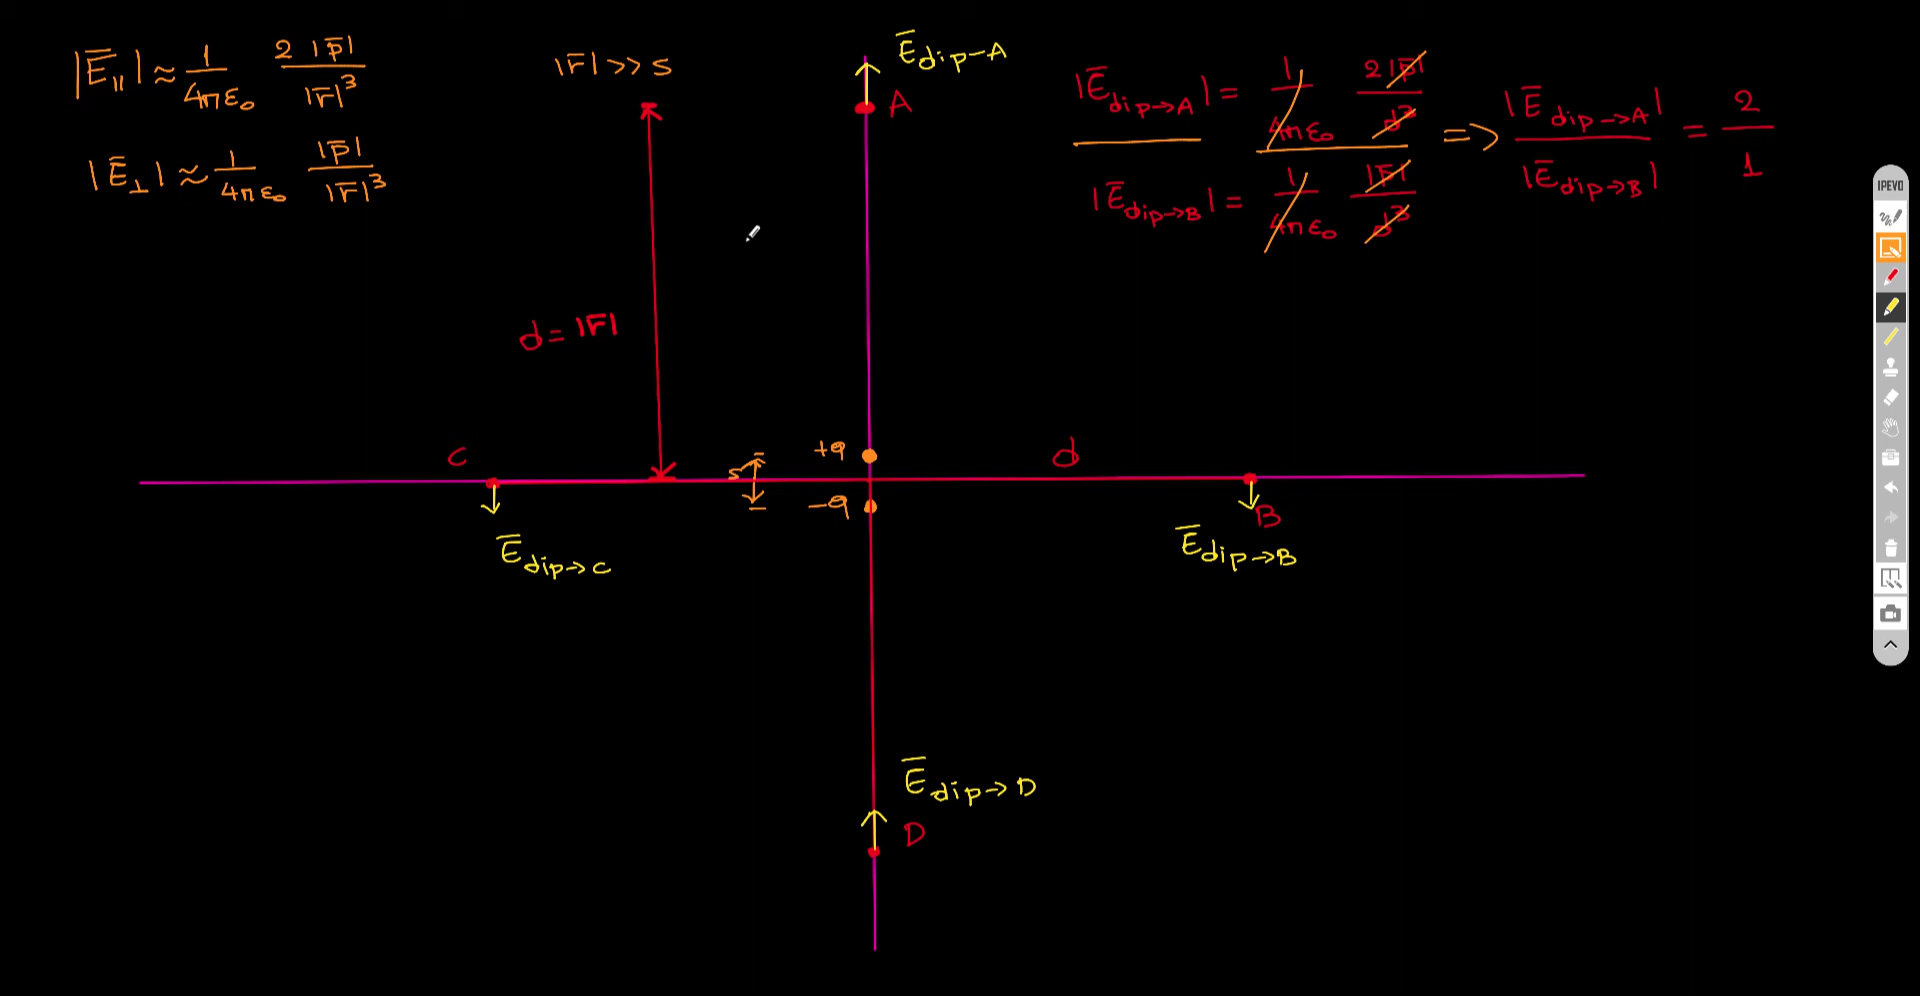 |E̅∥| ≈ 1/4πε₀ 2|p̅|/|r̅|³
|E̅⊥| ≈ 1/4πε₀ |p̅|/|r̅|³
|r̅| >> s
E̅dip-A
A
|E̅dip→A| = 1/4πε₀ 2|p̅|/d³
|E̅dip→B| = 1/4πε₀ |p̅|/d³
=> |E̅dip→A|/|E̅dip→B| = 2/1
d = |r̅|
C
s
+q
-q
d
B
E̅dip→C
E̅dip→B
E̅dip→D
D
IPEVO